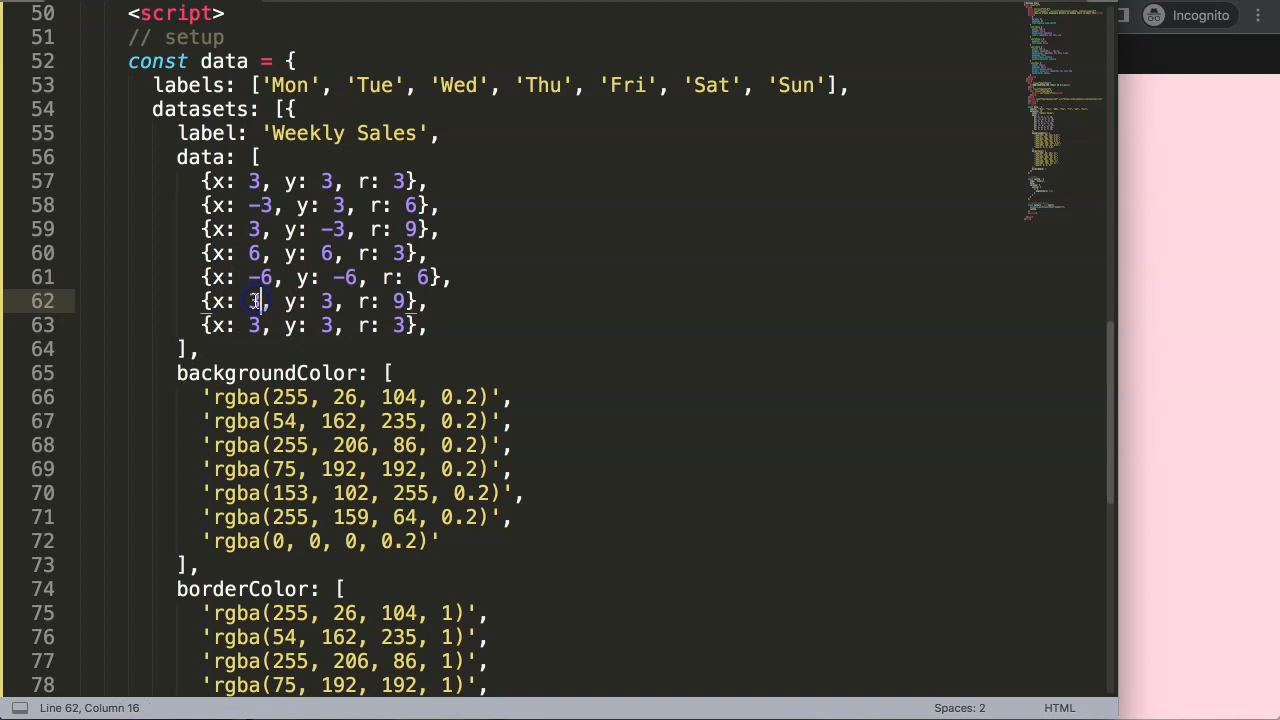 Incognito
50 <script>
51 // setup
52 const data = {
53 labels: ['Mon', 'Tue', 'Wed', 'Thu', 'Fri', 'Sat', 'Sun'],
54 datasets: [{
55 label: 'Weekly Sales',
56 data: [
57 {x: 3, y: 3, r: 3},
58 {x: -3, y: 3, r: 6},
59 {x: 3, y: -3, r: 9},
60 {x: 6, y: 6, r: 3},
61 {x: -6, y: -6, r: 6},
62 {x: 3, y: 3, r: 9},
63 {x: 3, y: 3, r: 3},
64 ],
65 backgroundColor: [
66 'rgba(255, 26, 104, 0.2)',
67 'rgba(54, 162, 235, 0.2)',
68 'rgba(255, 206, 86, 0.2)',
69 'rgba(75, 192, 192, 0.2)',
70 'rgba(153, 102, 255, 0.2)',
71 'rgba(255, 159, 64, 0.2)',
72 'rgba(0, 0, 0, 0.2)'
73 ],
74 borderColor: [
75 'rgba(255, 26, 104, 1)',
76 'rgba(54, 162, 235, 1)',
77 'rgba(255, 206, 86, 1)',
78 'rgba(75, 192, 192, 1)',
Line 62, Column 16 Spaces: 2 HTML